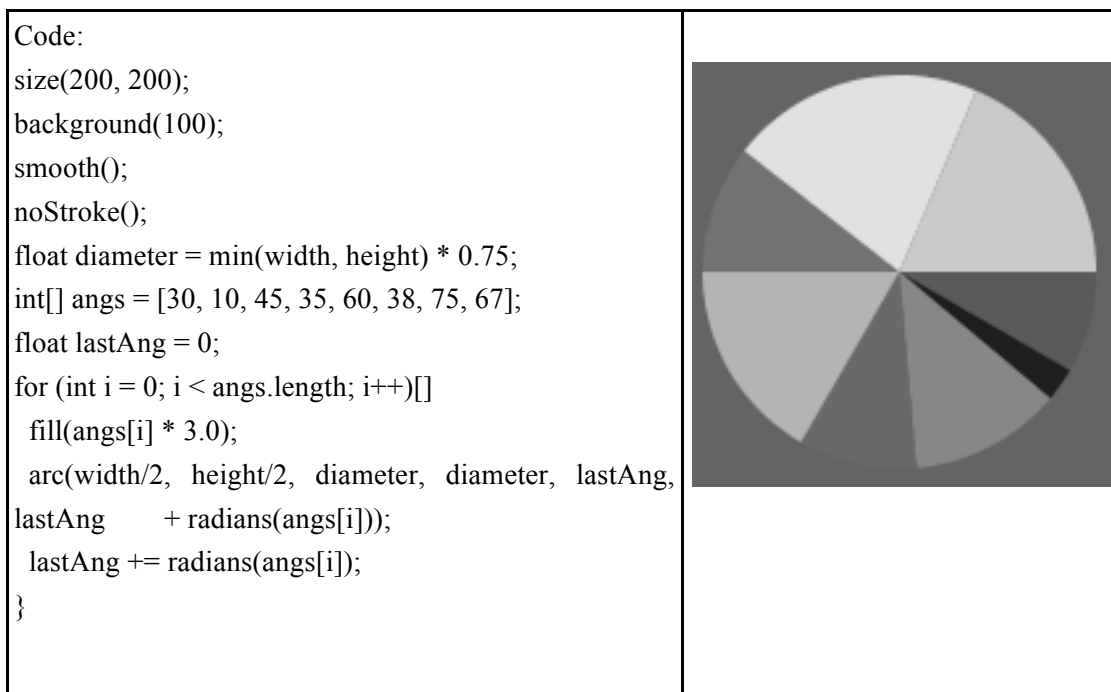 Code:
size(200, 200);
background(100);
smooth();
noStroke();
float diameter = min(width, height) * 0.75;
int[] angs = [30, 10, 45, 35, 60, 38, 75, 67];
float lastAng = 0;
for (int i = 0; i < angs.length; i++)[]
fill(angs[i] * 3.0);
arc(width/2, height/2, diameter, diameter, lastAng,
lastAng + radians(angs[i]));
lastAng += radians(angs[i]);
}